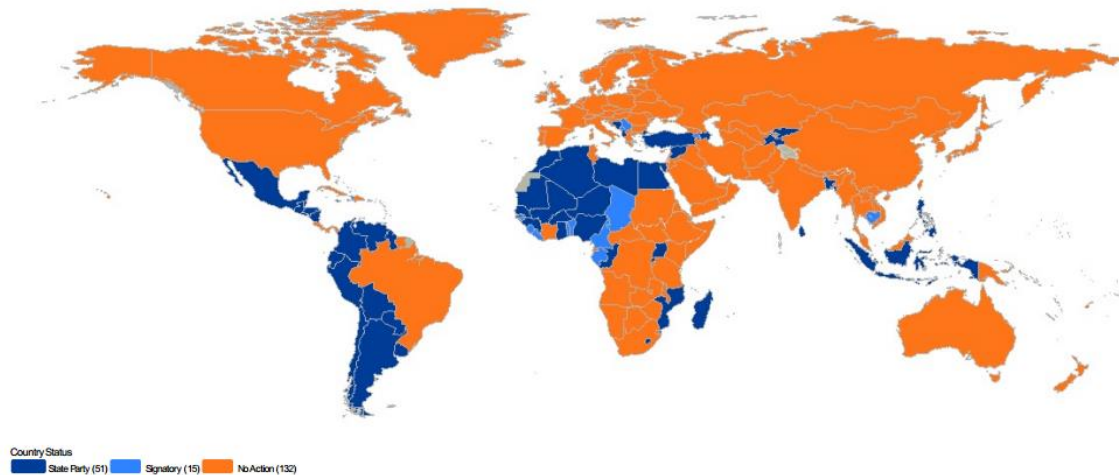 Country Status
State Party (51) Signatory (15) No Action (132)